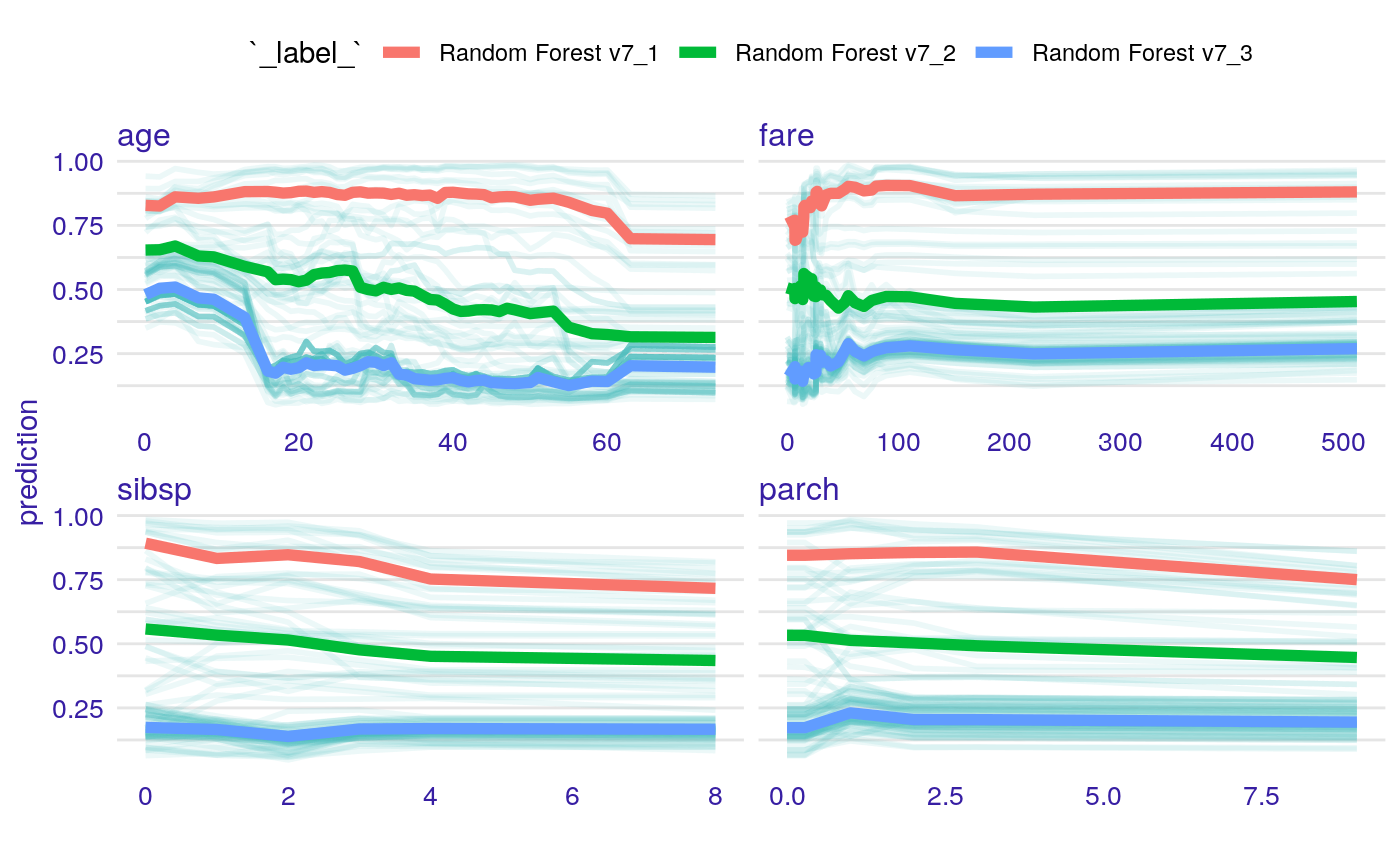 `_label_` Random Forest v7_1 Random Forest v7_2 Random Forest v7_3
age
fare
1.00
0.75
0.50
0.25
0 20 40 60
0 100 200 300 400 500
prediction
sibsp
parch
1.00
0.75
0.50
0.25
0 2 4 6 8
0.0 2.5 5.0 7.5